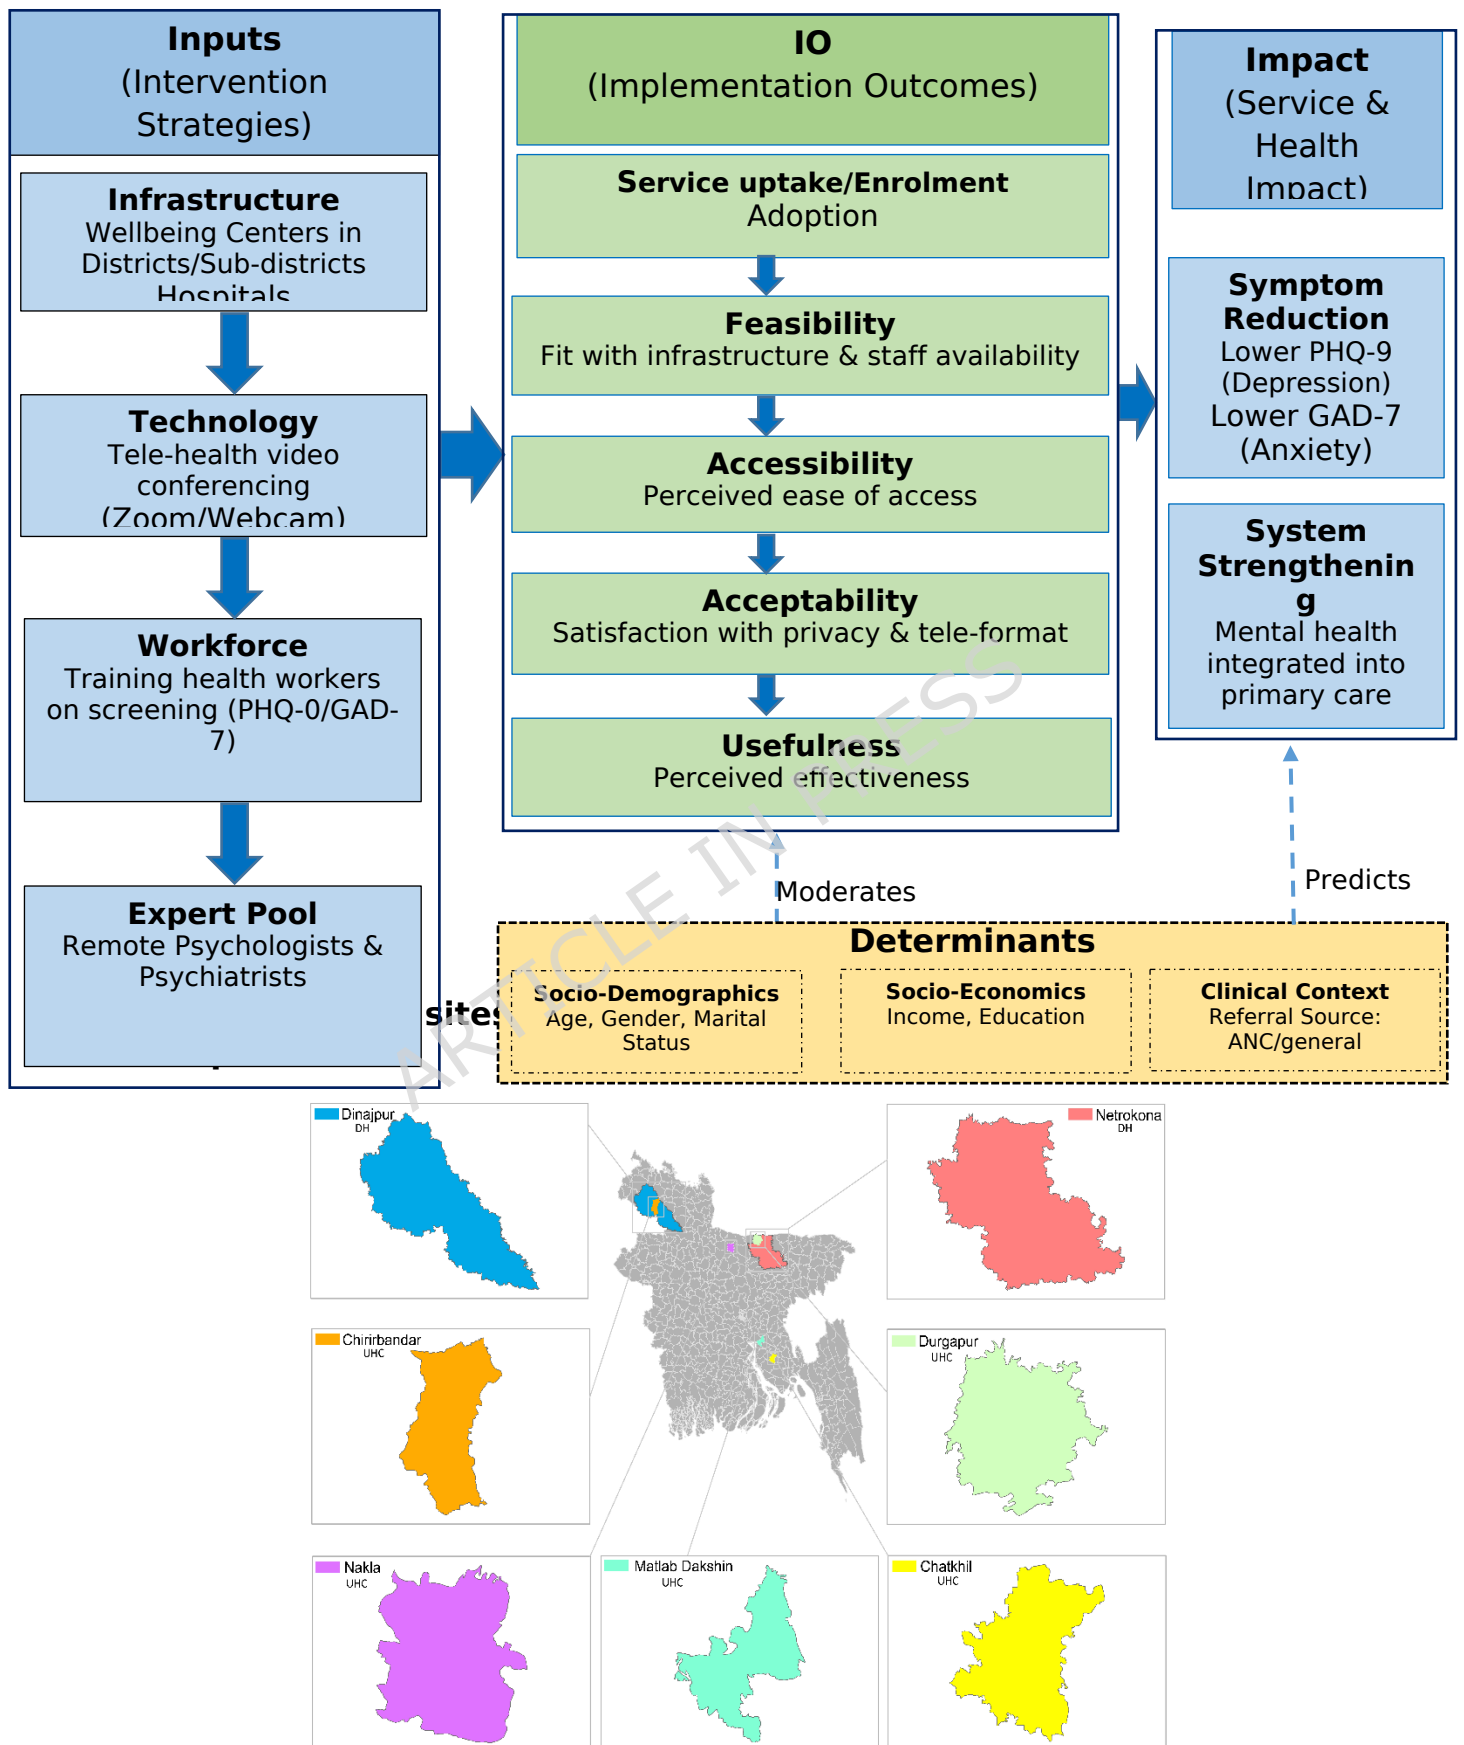 Inputs
(Intervention
Strategies)
Infrastructure
Wellbeing Centers in
Districts/Sub-districts
Hospitals
Technology
Tele-health video
conferencing
(Zoom/Webcam)
Workforce
Training health workers
on screening (PHQ-0/GAD-
7)
Expert Pool
Remote Psychologists &
Psychiatrists
IO
(Implementation Outcomes)
Service uptake/Enrolment
Adoption
Feasibility
Fit with infrastructure & staff availability
Accessibility
Perceived ease of access
Acceptability
Satisfaction with privacy & tele-format
Usefulness
Perceived effectiveness
Impact
(Service &
Health
Impact)
Symptom
Reduction
Lower PHQ-9
(Depression)
Lower GAD-7
(Anxiety)
System
Strengthenin
g
Mental health
integrated into
primary care
Moderates
Predicts
Determinants
Socio-Demographics
Age, Gender, Marital
Status
Socio-Economics
Income, Education
Clinical Context
Referral Source:
ANC/general
sites
ARTICLE IN PRESS
Dinajpur
DH
Netrokona
DH
Chirirbandar
UHC
Durgapur
UHC
Nakla
UHC
Matlab Dakshin
UHC
Chatkhil
UHC